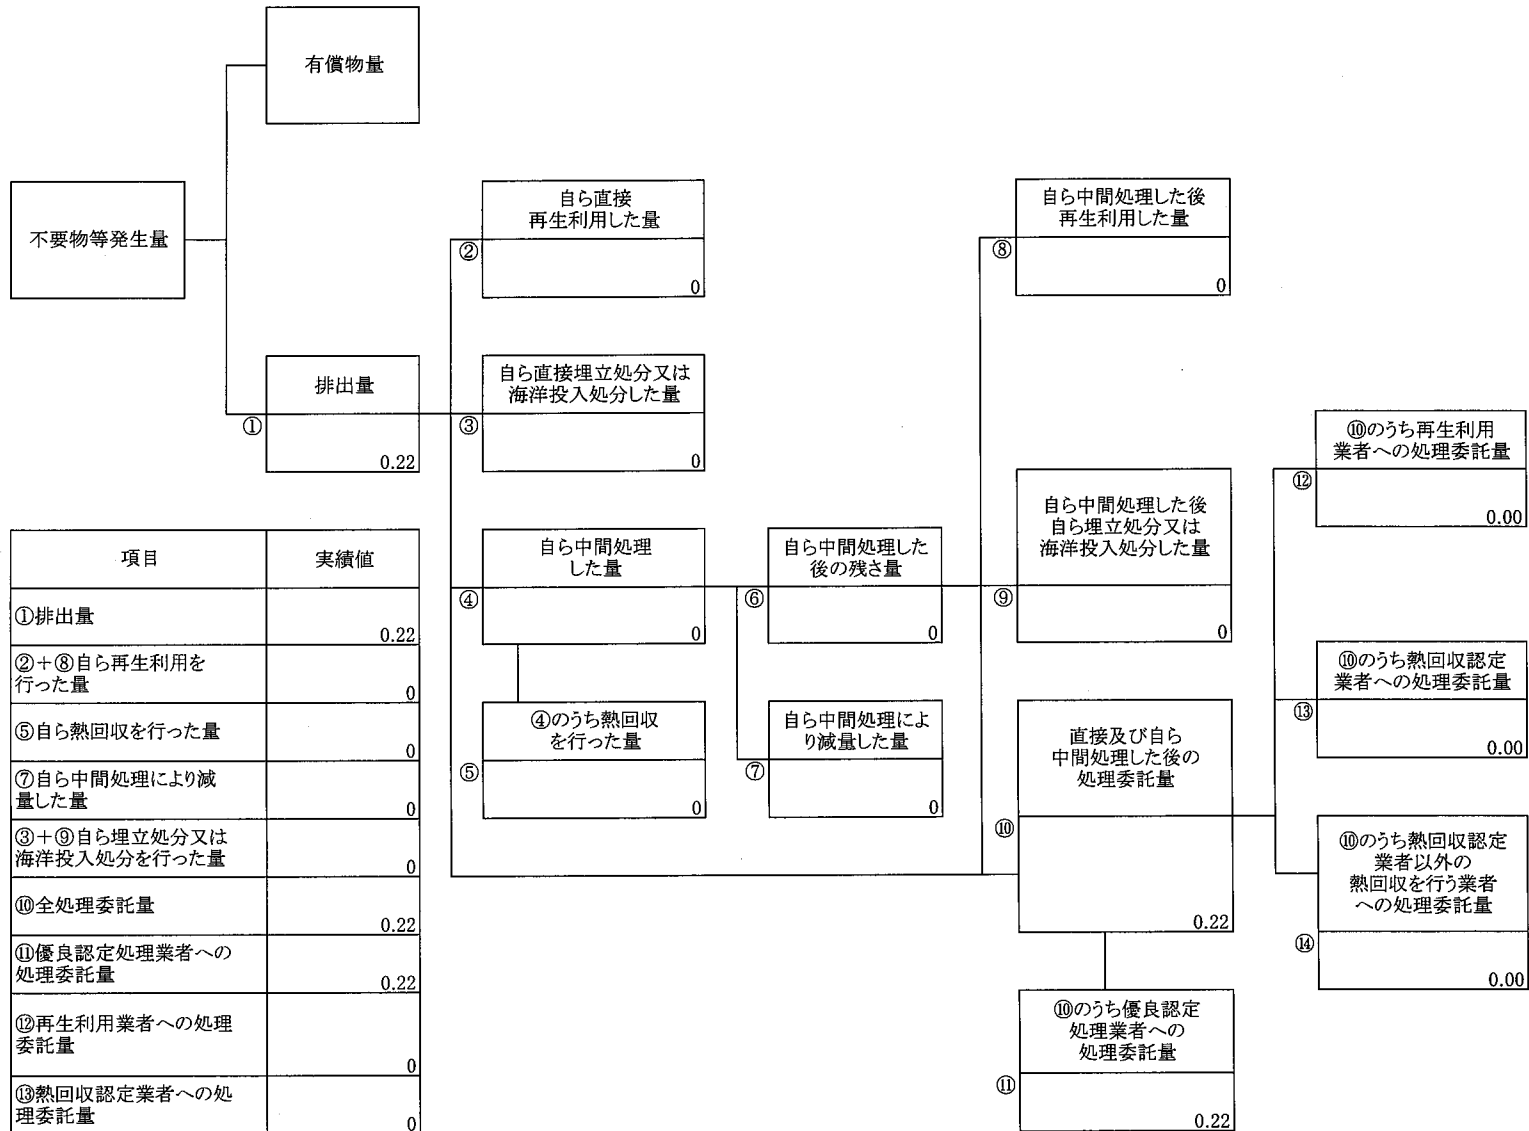 有償物量
不要物等発生量
排出量
①
0.22
自ら直接
再生利用した量
②
0
自ら直接埋立処分又は
海洋投入処分した量
③
0
自ら中間処理
した量
④
0
④のうち熱回収
を行った量
⑤
0
自ら中間処理した
後の残さ量
⑥
0
自ら中間処理によ
り減量した量
⑦
0
自ら中間処理した後
再生利用した量
⑧
0
自ら中間処理した後
自ら埋立処分又は
海洋投入処分した量
⑨
0
直接及び自ら
中間処理した後の
処理委託量
⑩
0.22
⑩のうち優良認定
処理業者への
処理委託量
⑪
0.22
⑩のうち再生利用
業者への処理委託量
⑫
0.00
⑩のうち熱回収認定
業者への処理委託量
⑬
0.00
⑩のうち熱回収認定
業者以外の
熱回収を行う業者
への処理委託量
⑭
0.00
項目 実績値
①排出量
0.22
②+⑧自ら再生利用を
行った量
0
⑤自ら熱回収を行った量
0
⑦自ら中間処理により減
量した量
0
③+⑨自ら埋立処分又は
海洋投入処分を行った量
0
⑩全処理委託量
0.22
⑪優良認定処理業者への
処理委託量
0.22
⑫再生利用業者への処理
委託量
0
⑬熱回収認定業者への処
理委託量
0